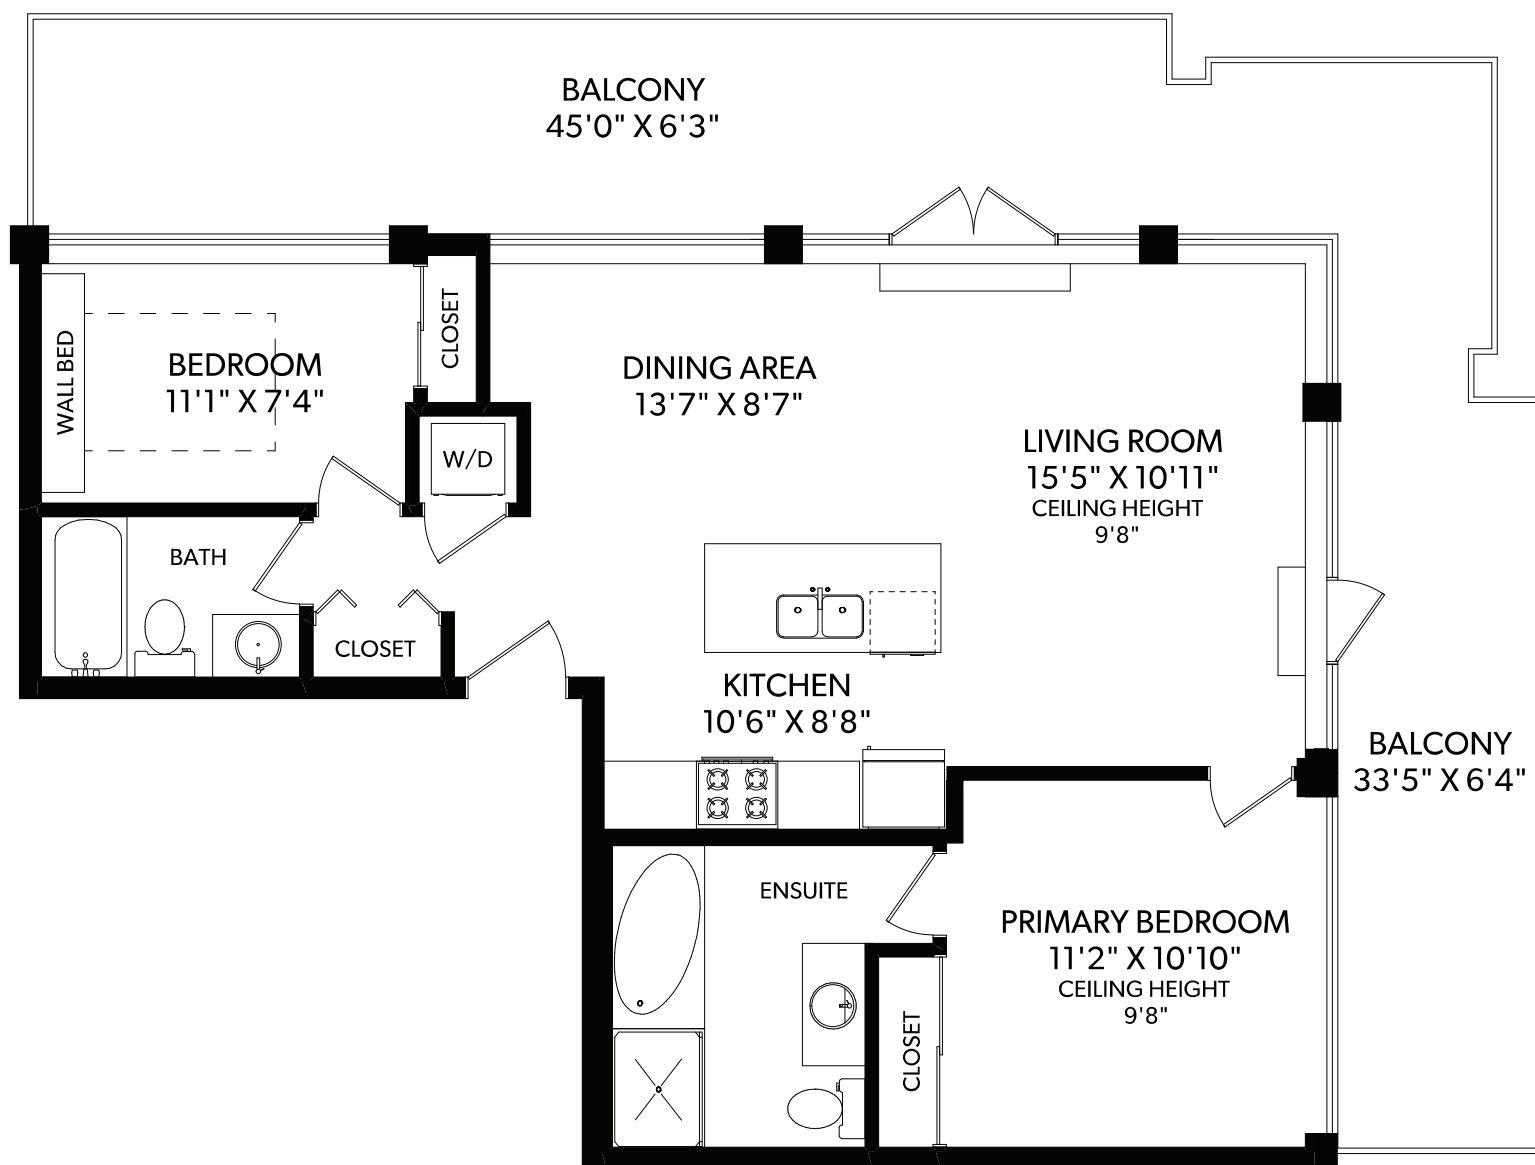 BALCONY
45'0" X 6'3"
WALL BED
BEDROOM
11'1" X 7'4"
CLOSET
DINING AREA
13'7" X 8'7"
W/D
LIVING ROOM
15'5" X 10'11"
CEILING HEIGHT
9'8"
BATH
CLOSET
KITCHEN
10'6" X 8'8"
BALCONY
33'5" X 6'4"
ENSUITE
PRIMARY BEDROOM
11'2" X 10'10"
CEILING HEIGHT
9'8"
CLOSET